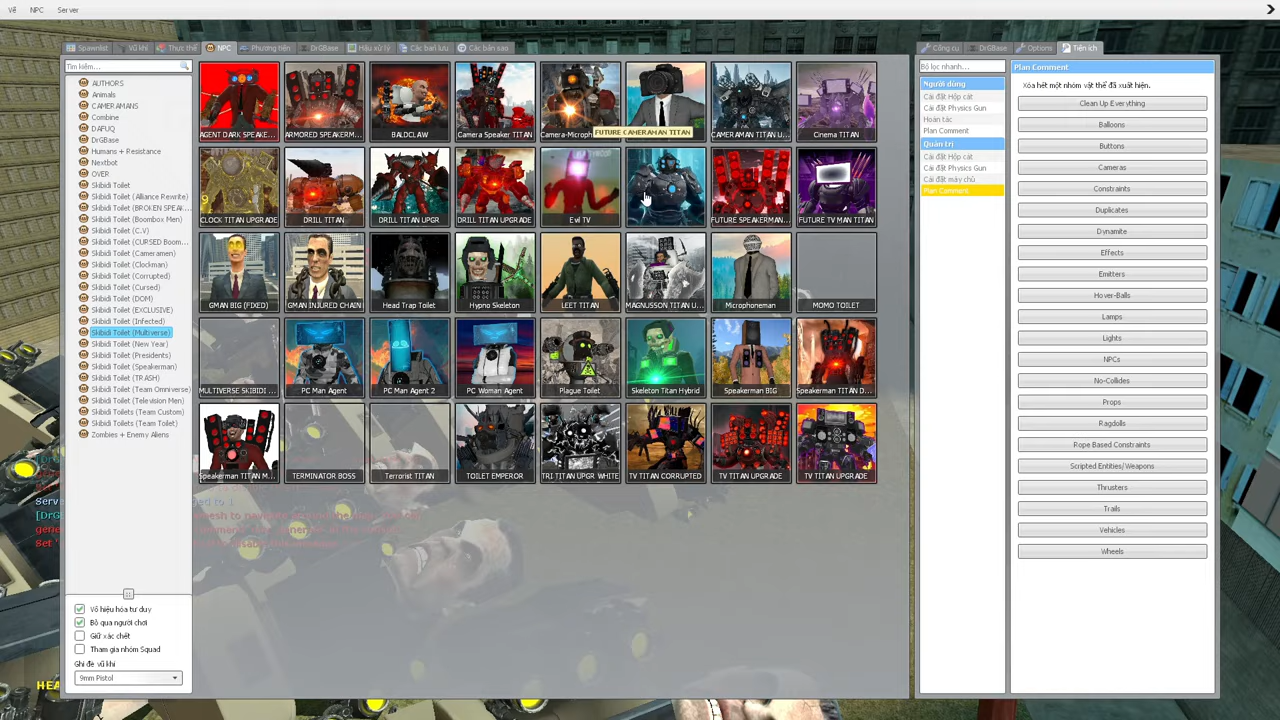 Vẽ NPC Server
Spawnlist Vũ khí Thực thể NPC Phương tiện DrGBase Hậu xử lý Các bản lưu Các bản sao
Tìm kiếm...
AUTHORS
Animals
CAMERAMANS
Combine
DAFUQ
DrGBase
Humans + Resistance
Nextbot
OVER
Skibidi Toilet
Skibidi Toilet (Alliance Rewrite)
Skibidi Toilet (BROKEN SPEAK...
Skibidi Toilet (Boombox Men)
Skibidi Toilet (C.V)
Skibidi Toilet (CURSED Boom...
Skibidi Toilet (Cameramen)
Skibidi Toilet (Clockman)
Skibidi Toilet (Corrupted)
Skibidi Toilet (Cursed)
Skibidi Toilet (DOM)
Skibidi Toilet (EXCLUSIVE)
Skibidi Toilet (Infected)
Skibidi Toilet (Multiverse)
Skibidi Toilet (New Year)
Skibidi Toilet (Presidents)
Skibidi Toilet (Speakerman)
Skibidi Toilet (TRASH)
Skibidi Toilet (Team Omniverse)
Skibidi Toilet (Television Men)
Skibidi Toilets (Team Custom)
Skibidi Toilets (Team Toilet)
Zombies + Enemy Aliens
Vô hiệu hóa tư duy
Bỏ qua người chơi
Giữ xác chết
Tham gia nhóm Squad
Ghi đè vũ khí
9mm Pistol
AGENT DARK SPEAKE... ARMORED SPEAKERM... BALDCLAW Camera Speaker TITAN Camera-Microph FUTURE CAMERAMAN TITAN CAMERAMAN TITAN U... Cinema TITAN
CLOCK TITAN UPGRADE DRILL TITAN DRILL TITAN UPGR DRILL TITAN UPGRADE Evil TV FUTURE SPEAKERMAN... FUTURE TV MAN TITAN
GMAN BIG (FIXED) GMAN INJURED CHAIN Head Trap Toilet Hypno Skeleton LEET TITAN MAGNUSSON TITAN U... Microphoneman MOMO TOILET
MULTIVERSE SKIBIDI ... PC Man Agent PC Man Agent 2 PC Woman Agent Plague Toilet Skeleton Titan Hybrid Speakerman BIG Speakerman TITAN D...
Speakerman TITAN M... TERMINATOR BOSS Terrorist TITAN TOILET EMPEROR TRI TITAN UPGR WHITE TV TITAN CORRUPTED TV TITAN UPGRADE TV TITAN UPGRADE
Công cụ DrGBase Options Tiện ích
Bộ lọc nhanh...
Người dùng
Cài đặt Hộp cát
Cài đặt Physics Gun
Hoàn tác
Plan Comment
Quản trị
Cài đặt Hộp cát
Cài đặt Physics Gun
Cài đặt máy chủ
Plan Comment
Plan Comment
Xóa hết một nhóm vật thể đã xuất hiện.
Clean Up Everything
Balloons
Buttons
Cameras
Constraints
Duplicates
Dynamite
Effects
Emitters
Hover-Balls
Lamps
Lights
NPCs
No-Collides
Props
Ragdolls
Rope Based Constraints
Scripted Entities/Weapons
Thrusters
Trails
Vehicles
Wheels